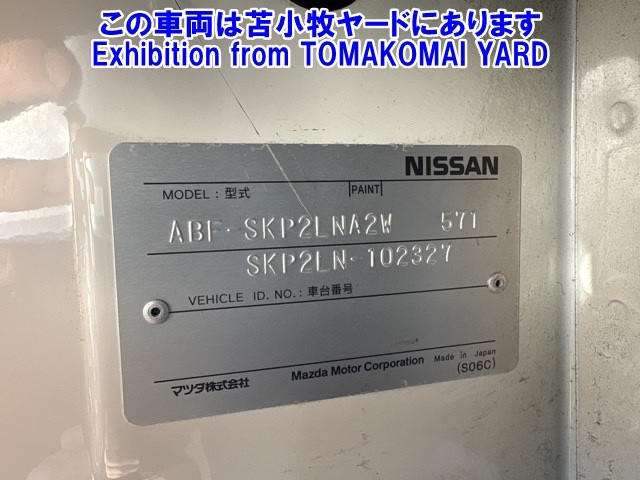 この車両は苫小牧ヤードにあります
Exhibition from TOMAKOMAI YARD
NISSAN
MODEL : 型式 PAINT
ABF-SKP2LNA2W 571
SKP2LN-102327
VEHICLE ID. NO. : 車台番号
マツダ株式会社 Mazda Motor Corporation Made in Japan
(S06C)